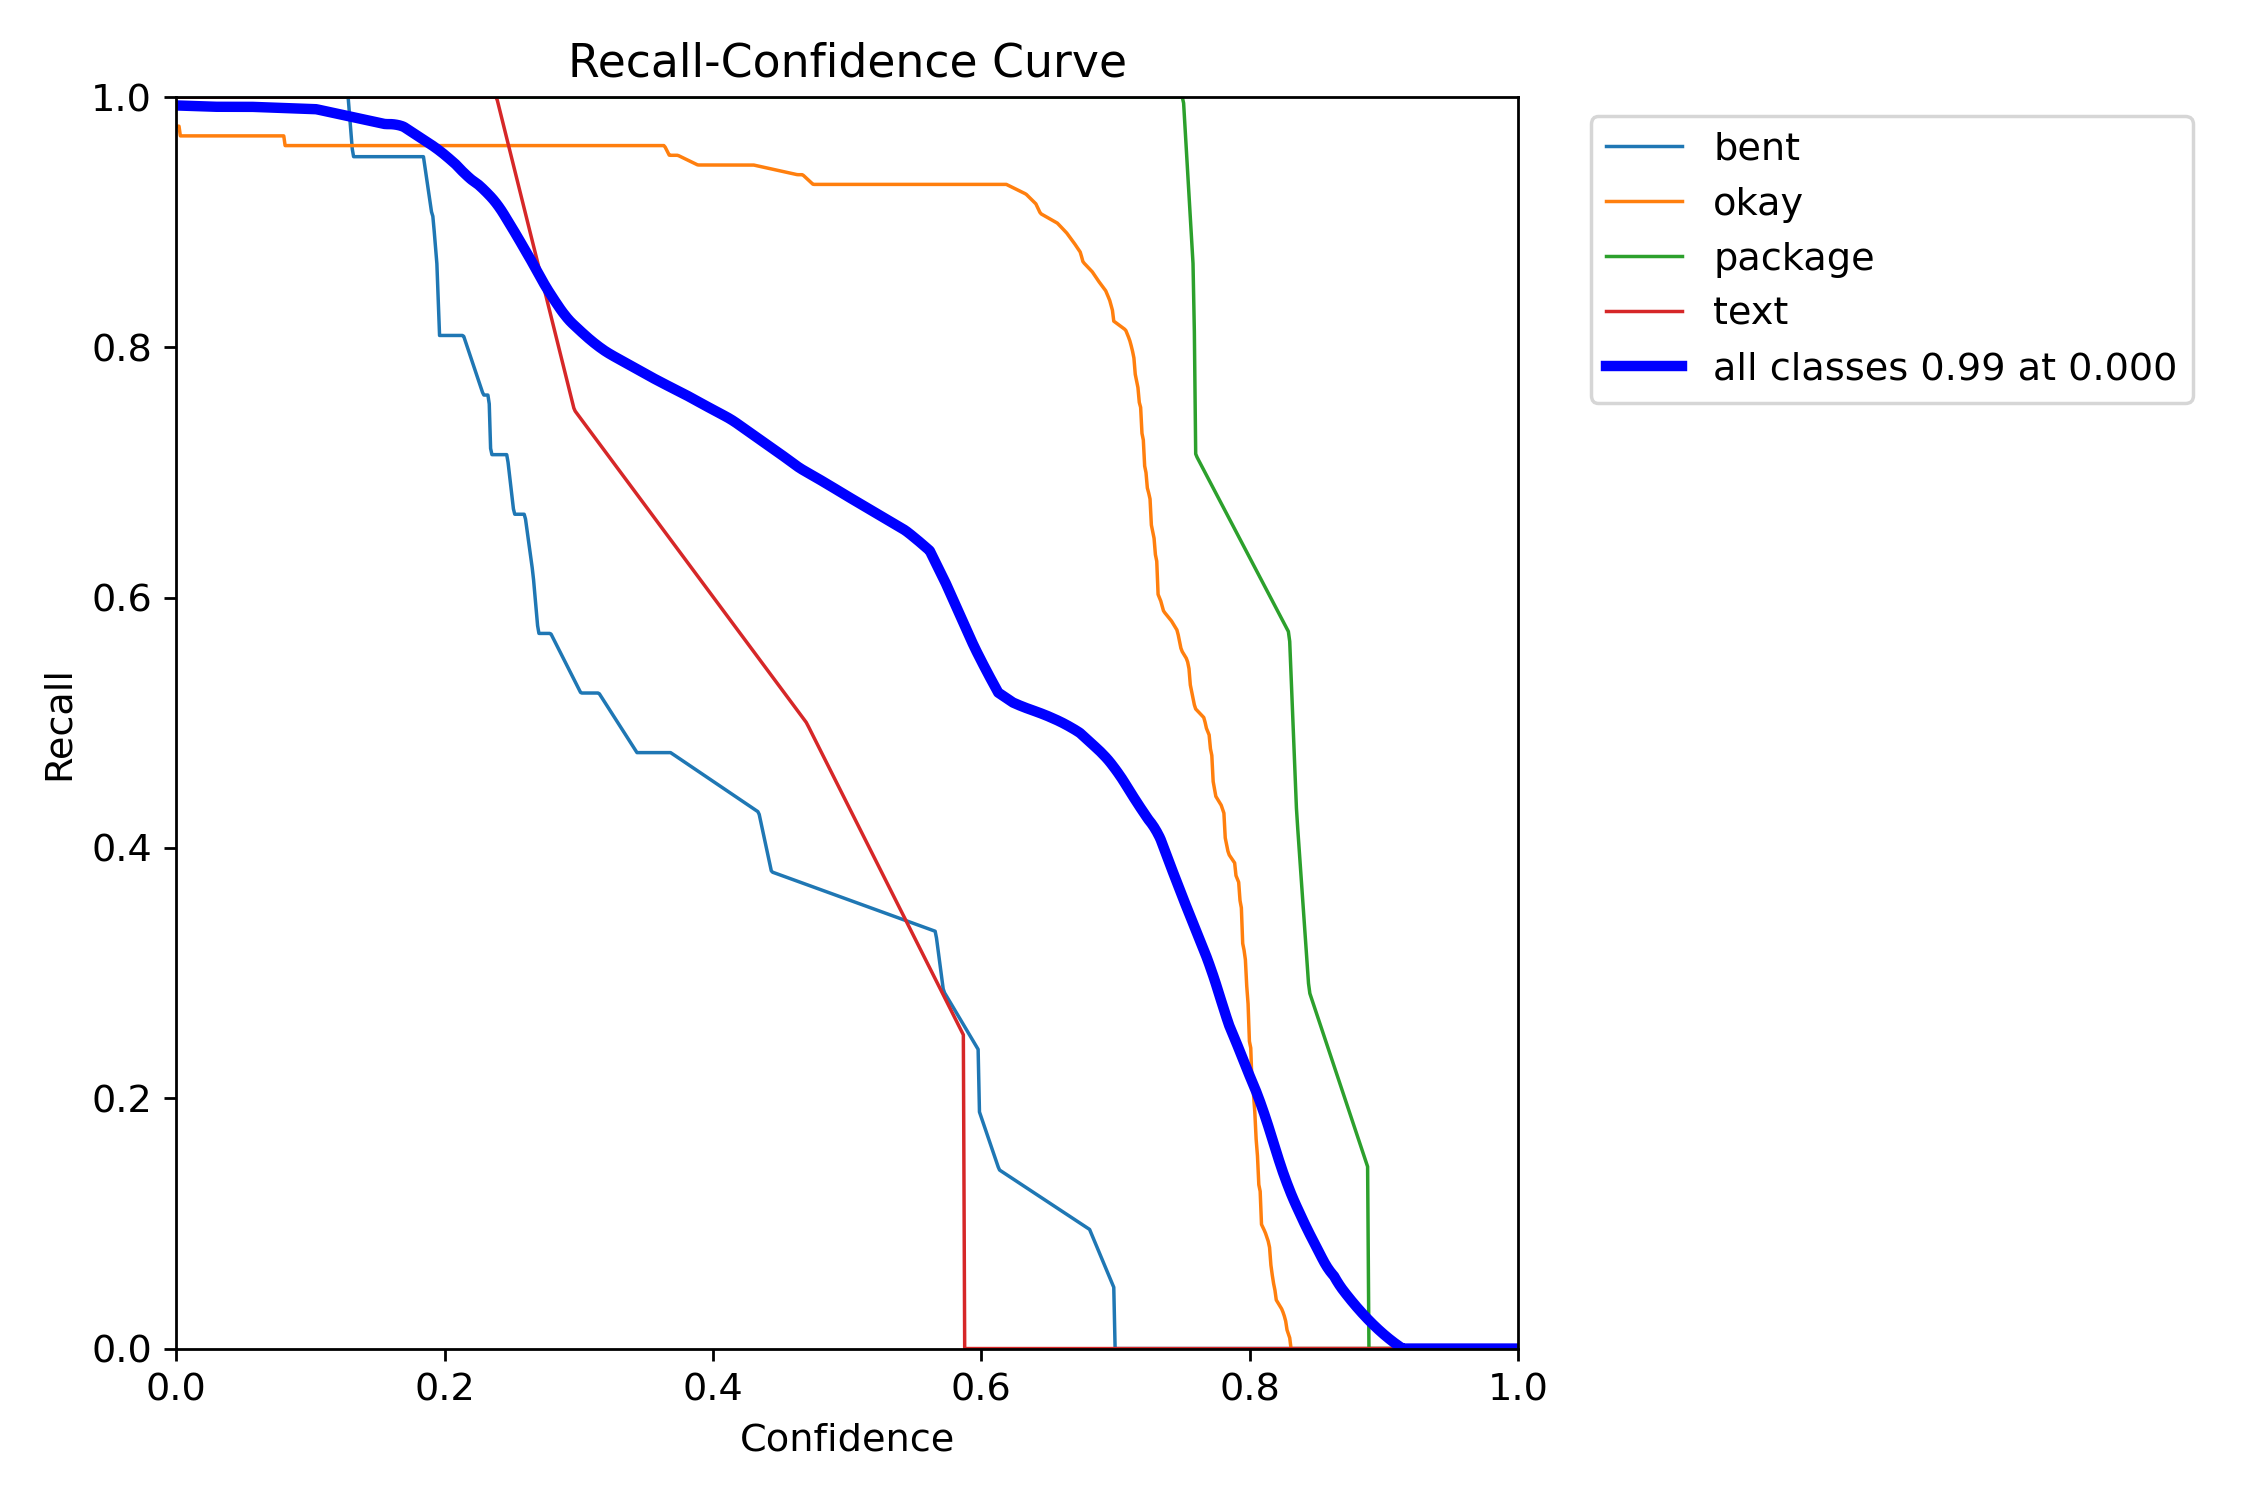 Recall-Confidence Curve
1.0
0.8
0.6
0.4
0.2
0.0
Recall
0.0 0.2 0.4 0.6 0.8 1.0
Confidence
bent
okay
package
text
all classes 0.99 at 0.000